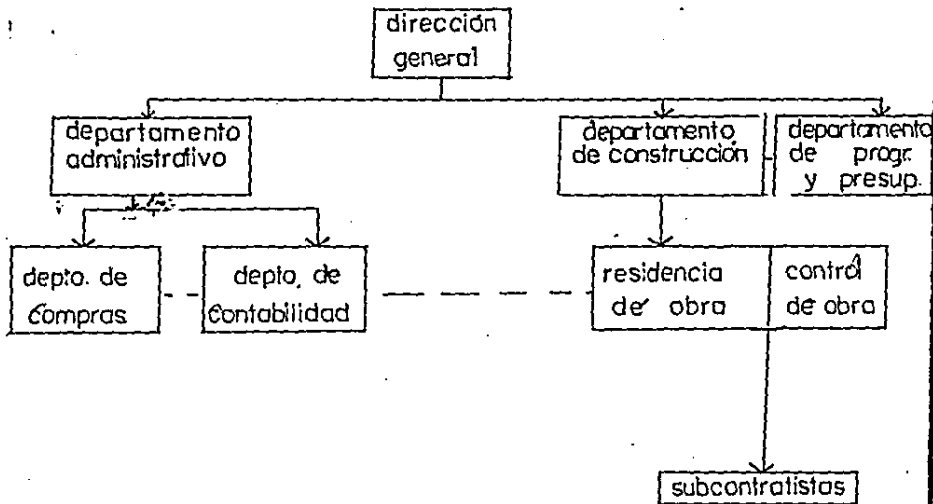 dirección
general
departamento
administrativo
departamento
de construcción
departamento
de progr.
y presup.
depto. de
compras
depto. de
contabilidad
residencia
de obra
control
de obra
subcontratistas